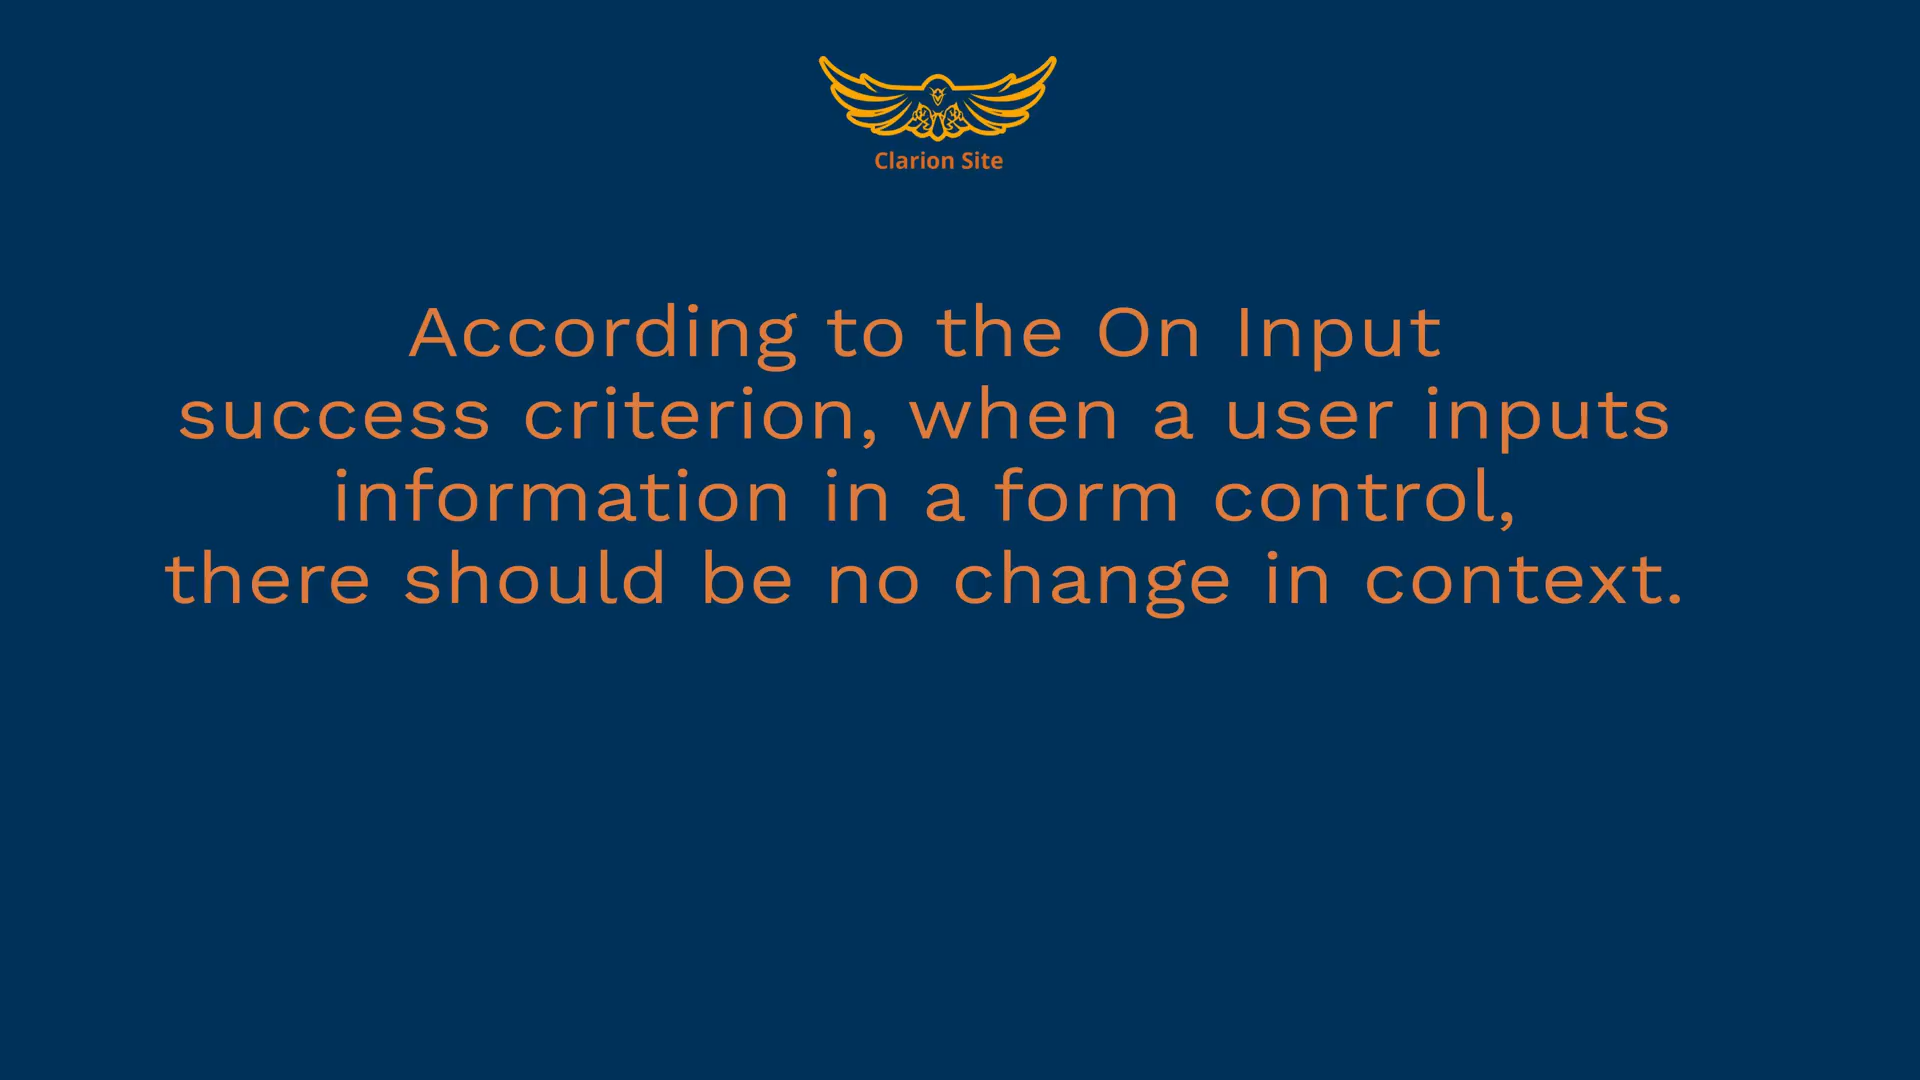 Clarion Site
According to the On Input
success criterion, when a user inputs
information in a form control,
there should be no change in context.